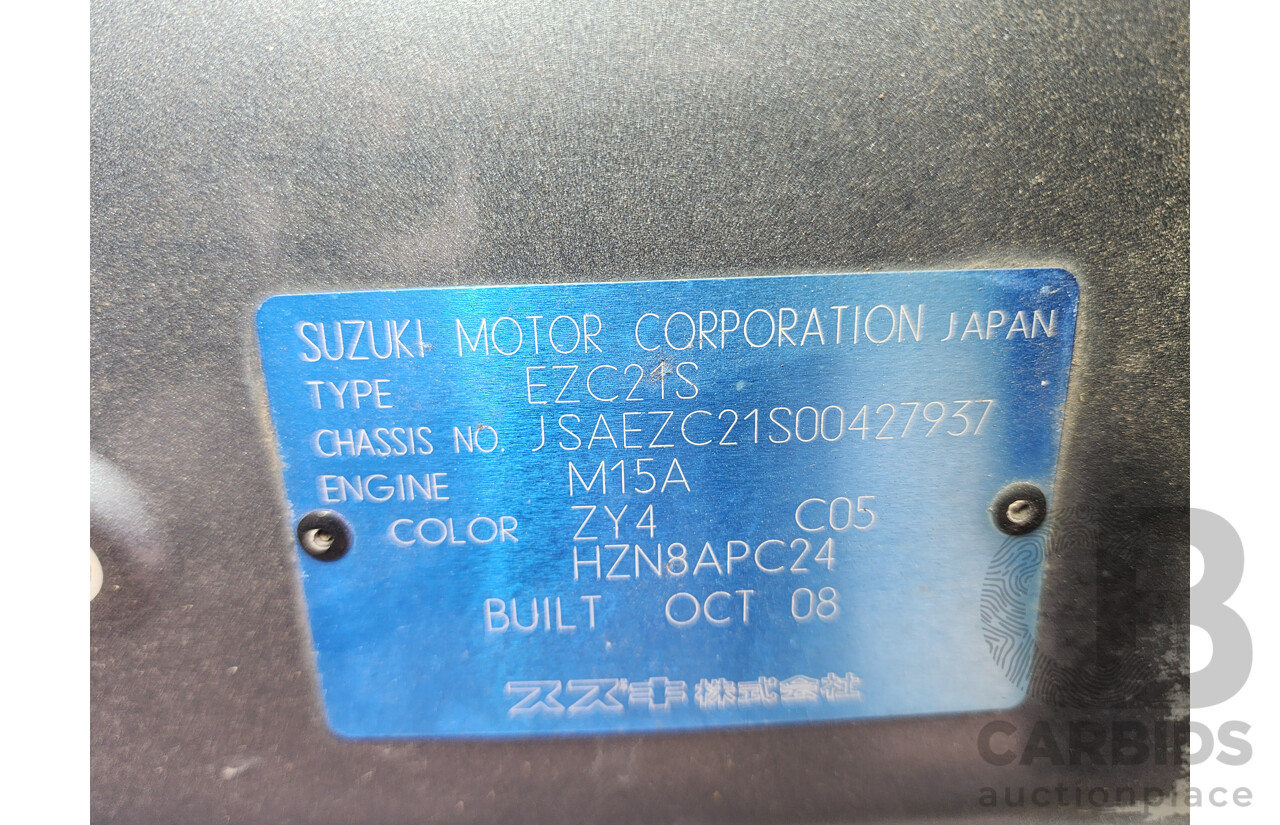 SUZUKI MOTOR CORPORATION JAPAN
TYPE EZC21S
CHASSIS NO. JSAEZC21S00427937
ENGINE M15A
COLOR ZY4 C05
HZN8APC24
BUILT OCT 08
スズキ株式会社
CB
CARBIDS
auctionplace